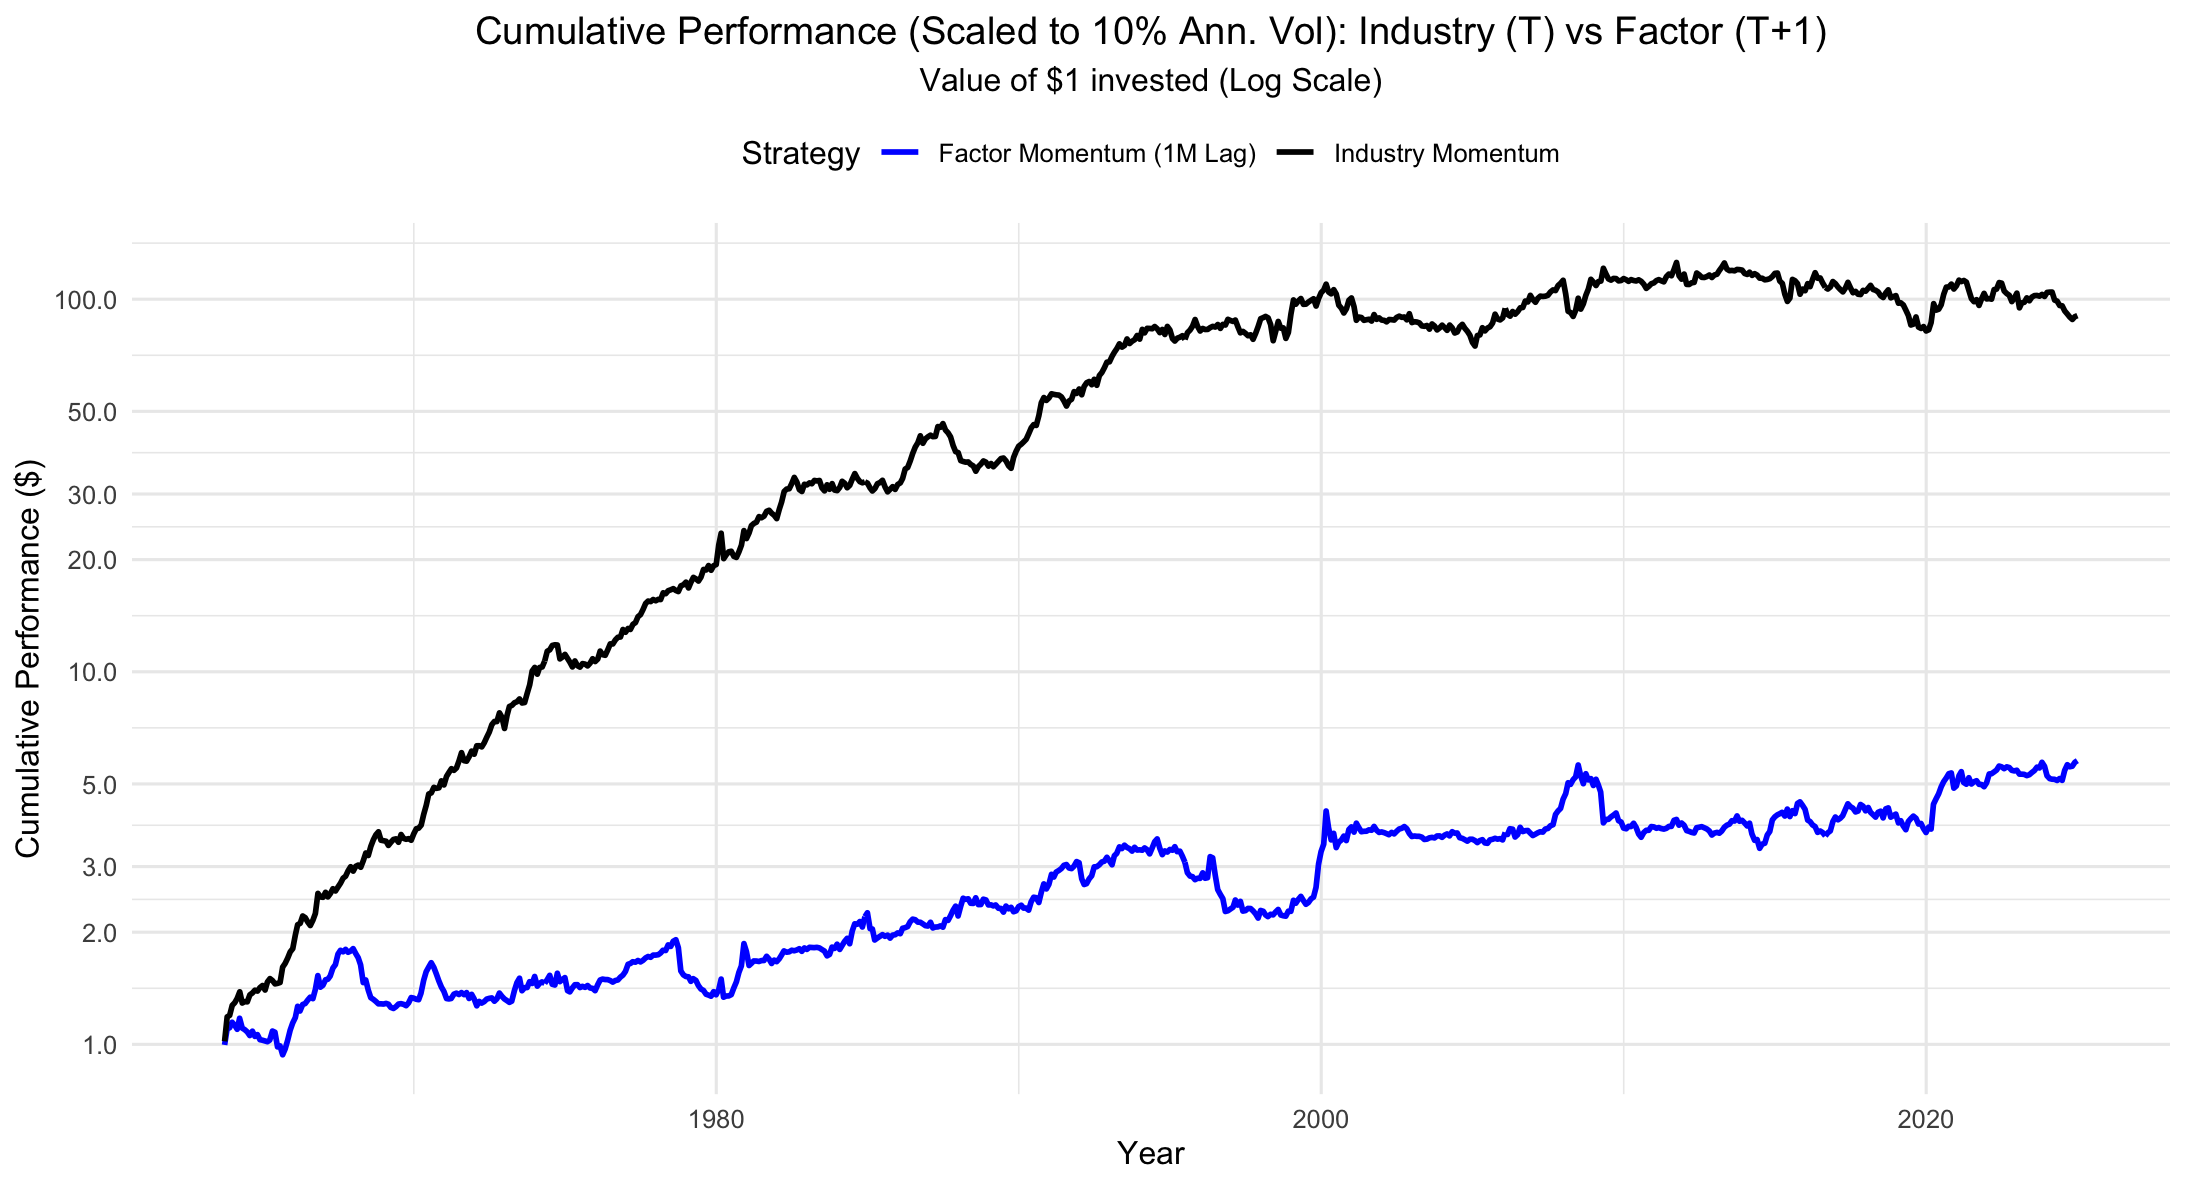 Cumulative Performance (Scaled to 10% Ann. Vol): Industry (T) vs Factor (T+1)
Value of $1 invested (Log Scale)
Strategy Factor Momentum (1M Lag) Industry Momentum
Cumulative Performance ($)
100.0
50.0
30.0
20.0
10.0
5.0
3.0
2.0
1.0
1980 2000 2020
Year